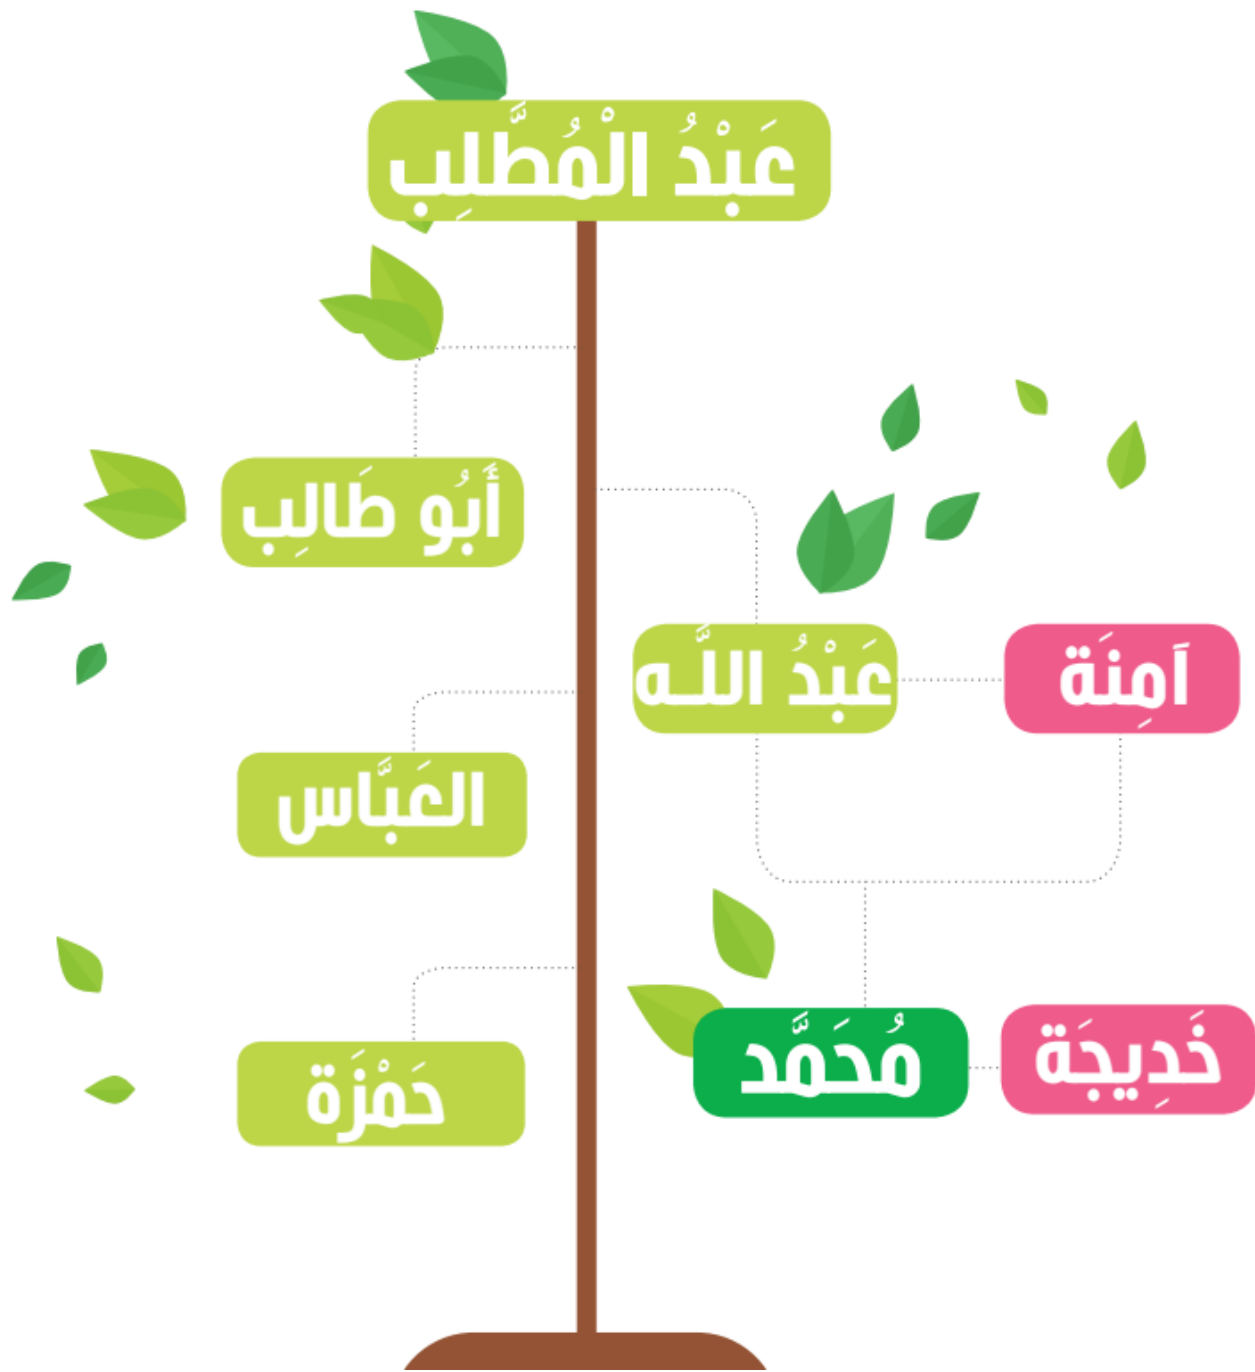 عَبْدُ الْمُطَّلِب
أَبُو طَالِب
آمِنَة
عَبْدُ اللَّـه
العَبَّاس
خَدِيجَة
مُحَمَّد
حَمْزَة